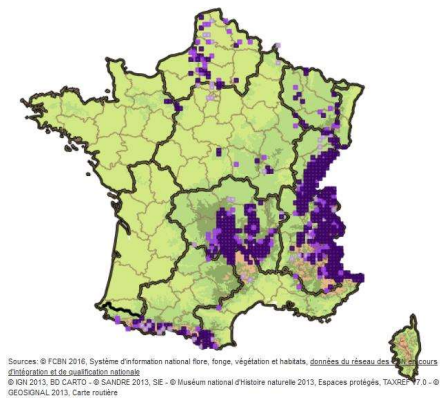 Sources: © FCBN 2016, Système d'information national flore, fonge, végétation et habitats, données du réseau des en cours
d'intégration et de qualification nationale
© IGN 2013, BD CARTO - © SANDRE 2013, SIE - © Muséum national d'Histoire naturelle 2013, Espaces protégés, TAXREF V7.0 - ©
GEOSIGNAL 2013, Carte routière